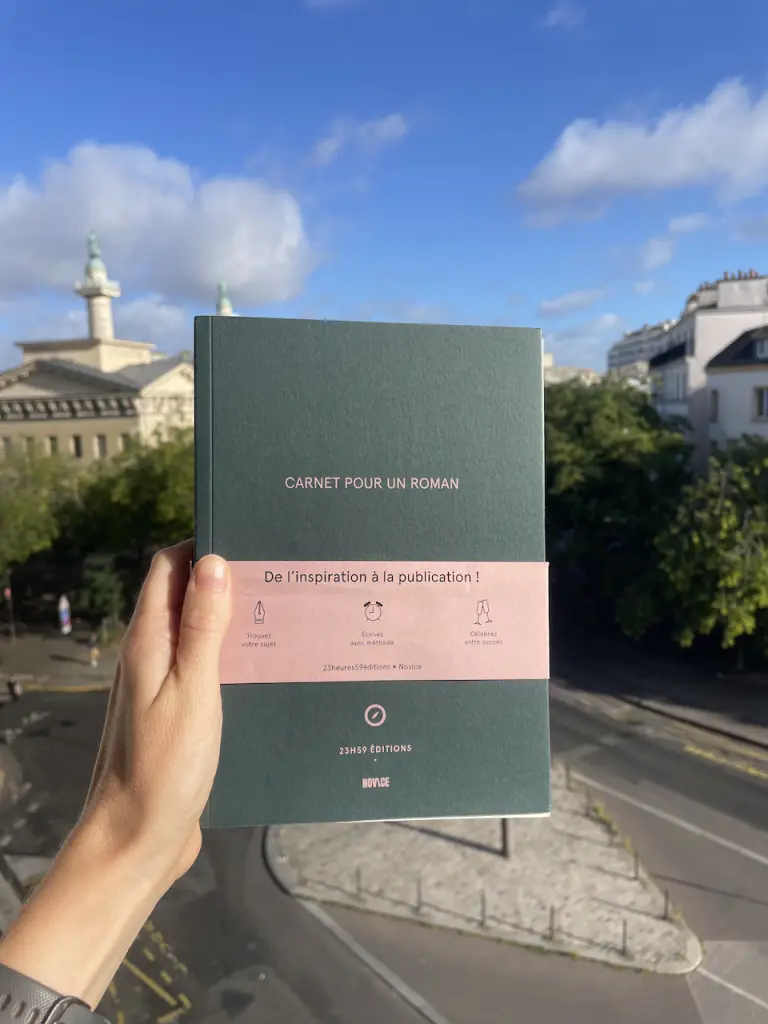 CARNET POUR UN ROMAN
De l'inspiration à la publication !
Trouvez
votre sujet
Écrivez
avec méthode
Célébrez
votre succès
23heures59éditions × Novice
23H59 ÉDITIONS
NOVICE